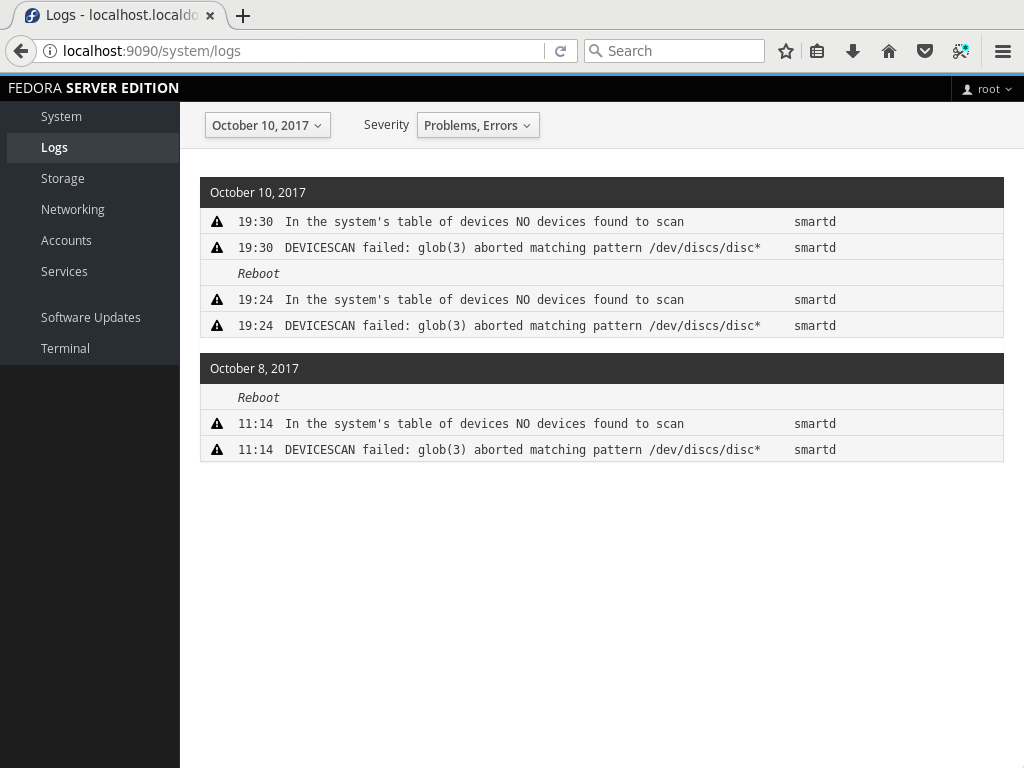 Logs - localhost.localdo
localhost:9090/system/logs
Search
FEDORA SERVER EDITION
root
System
Logs
Storage
Networking
Accounts
Services
Software Updates
Terminal
October 10, 2017
Severity
Problems, Errors
October 10, 2017
19:30 In the system's table of devices NO devices found to scan smartd
19:30 DEVICESCAN failed: glob(3) aborted matching pattern /dev/discs/disc* smartd
Reboot
19:24 In the system's table of devices NO devices found to scan smartd
19:24 DEVICESCAN failed: glob(3) aborted matching pattern /dev/discs/disc* smartd
October 8, 2017
Reboot
11:14 In the system's table of devices NO devices found to scan smartd
11:14 DEVICESCAN failed: glob(3) aborted matching pattern /dev/discs/disc* smartd